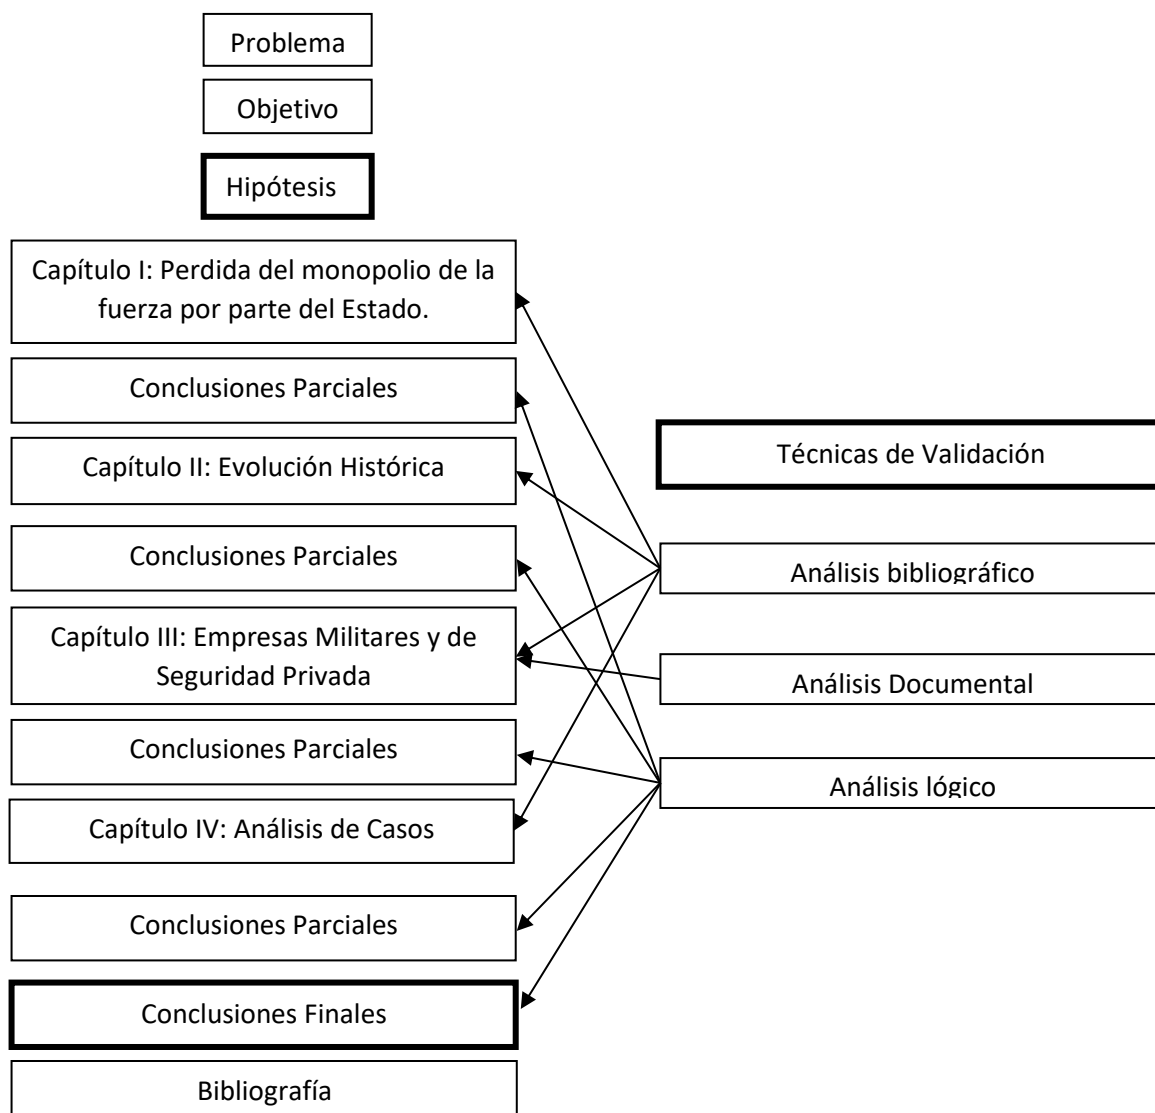 Problema
Objetivo
Hipótesis
Capítulo I: Perdida del monopolio de la
fuerza por parte del Estado.
Conclusiones Parciales
Capítulo II: Evolución Histórica
Conclusiones Parciales
Capítulo III: Empresas Militares y de
Seguridad Privada
Conclusiones Parciales
Capítulo IV: Análisis de Casos
Conclusiones Parciales
Conclusiones Finales
Bibliografía
Técnicas de Validación
Análisis bibliográfico
Análisis Documental
Análisis lógico